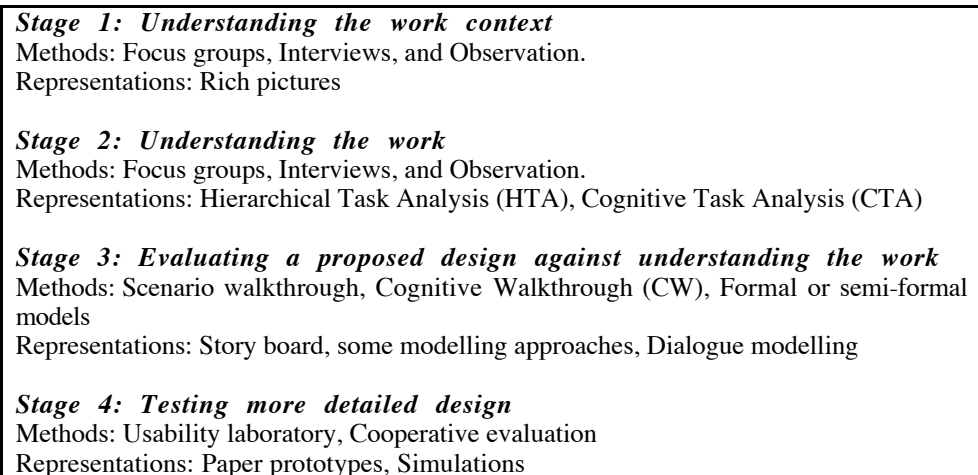 Stage 1: Understanding the work context
Methods: Focus groups, Interviews, and Observation.
Representations: Rich pictures
Stage 2: Understanding the work
Methods: Focus groups, Interviews, and Observation.
Representations: Hierarchical Task Analysis (HTA), Cognitive Task Analysis (CTA)
Stage 3: Evaluating a proposed design against understanding the work
Methods: Scenario walkthrough, Cognitive Walkthrough (CW), Formal or semi-formal
models
Representations: Story board, some modelling approaches, Dialogue modelling
Stage 4: Testing more detailed design
Methods: Usability laboratory, Cooperative evaluation
Representations: Paper prototypes, Simulations